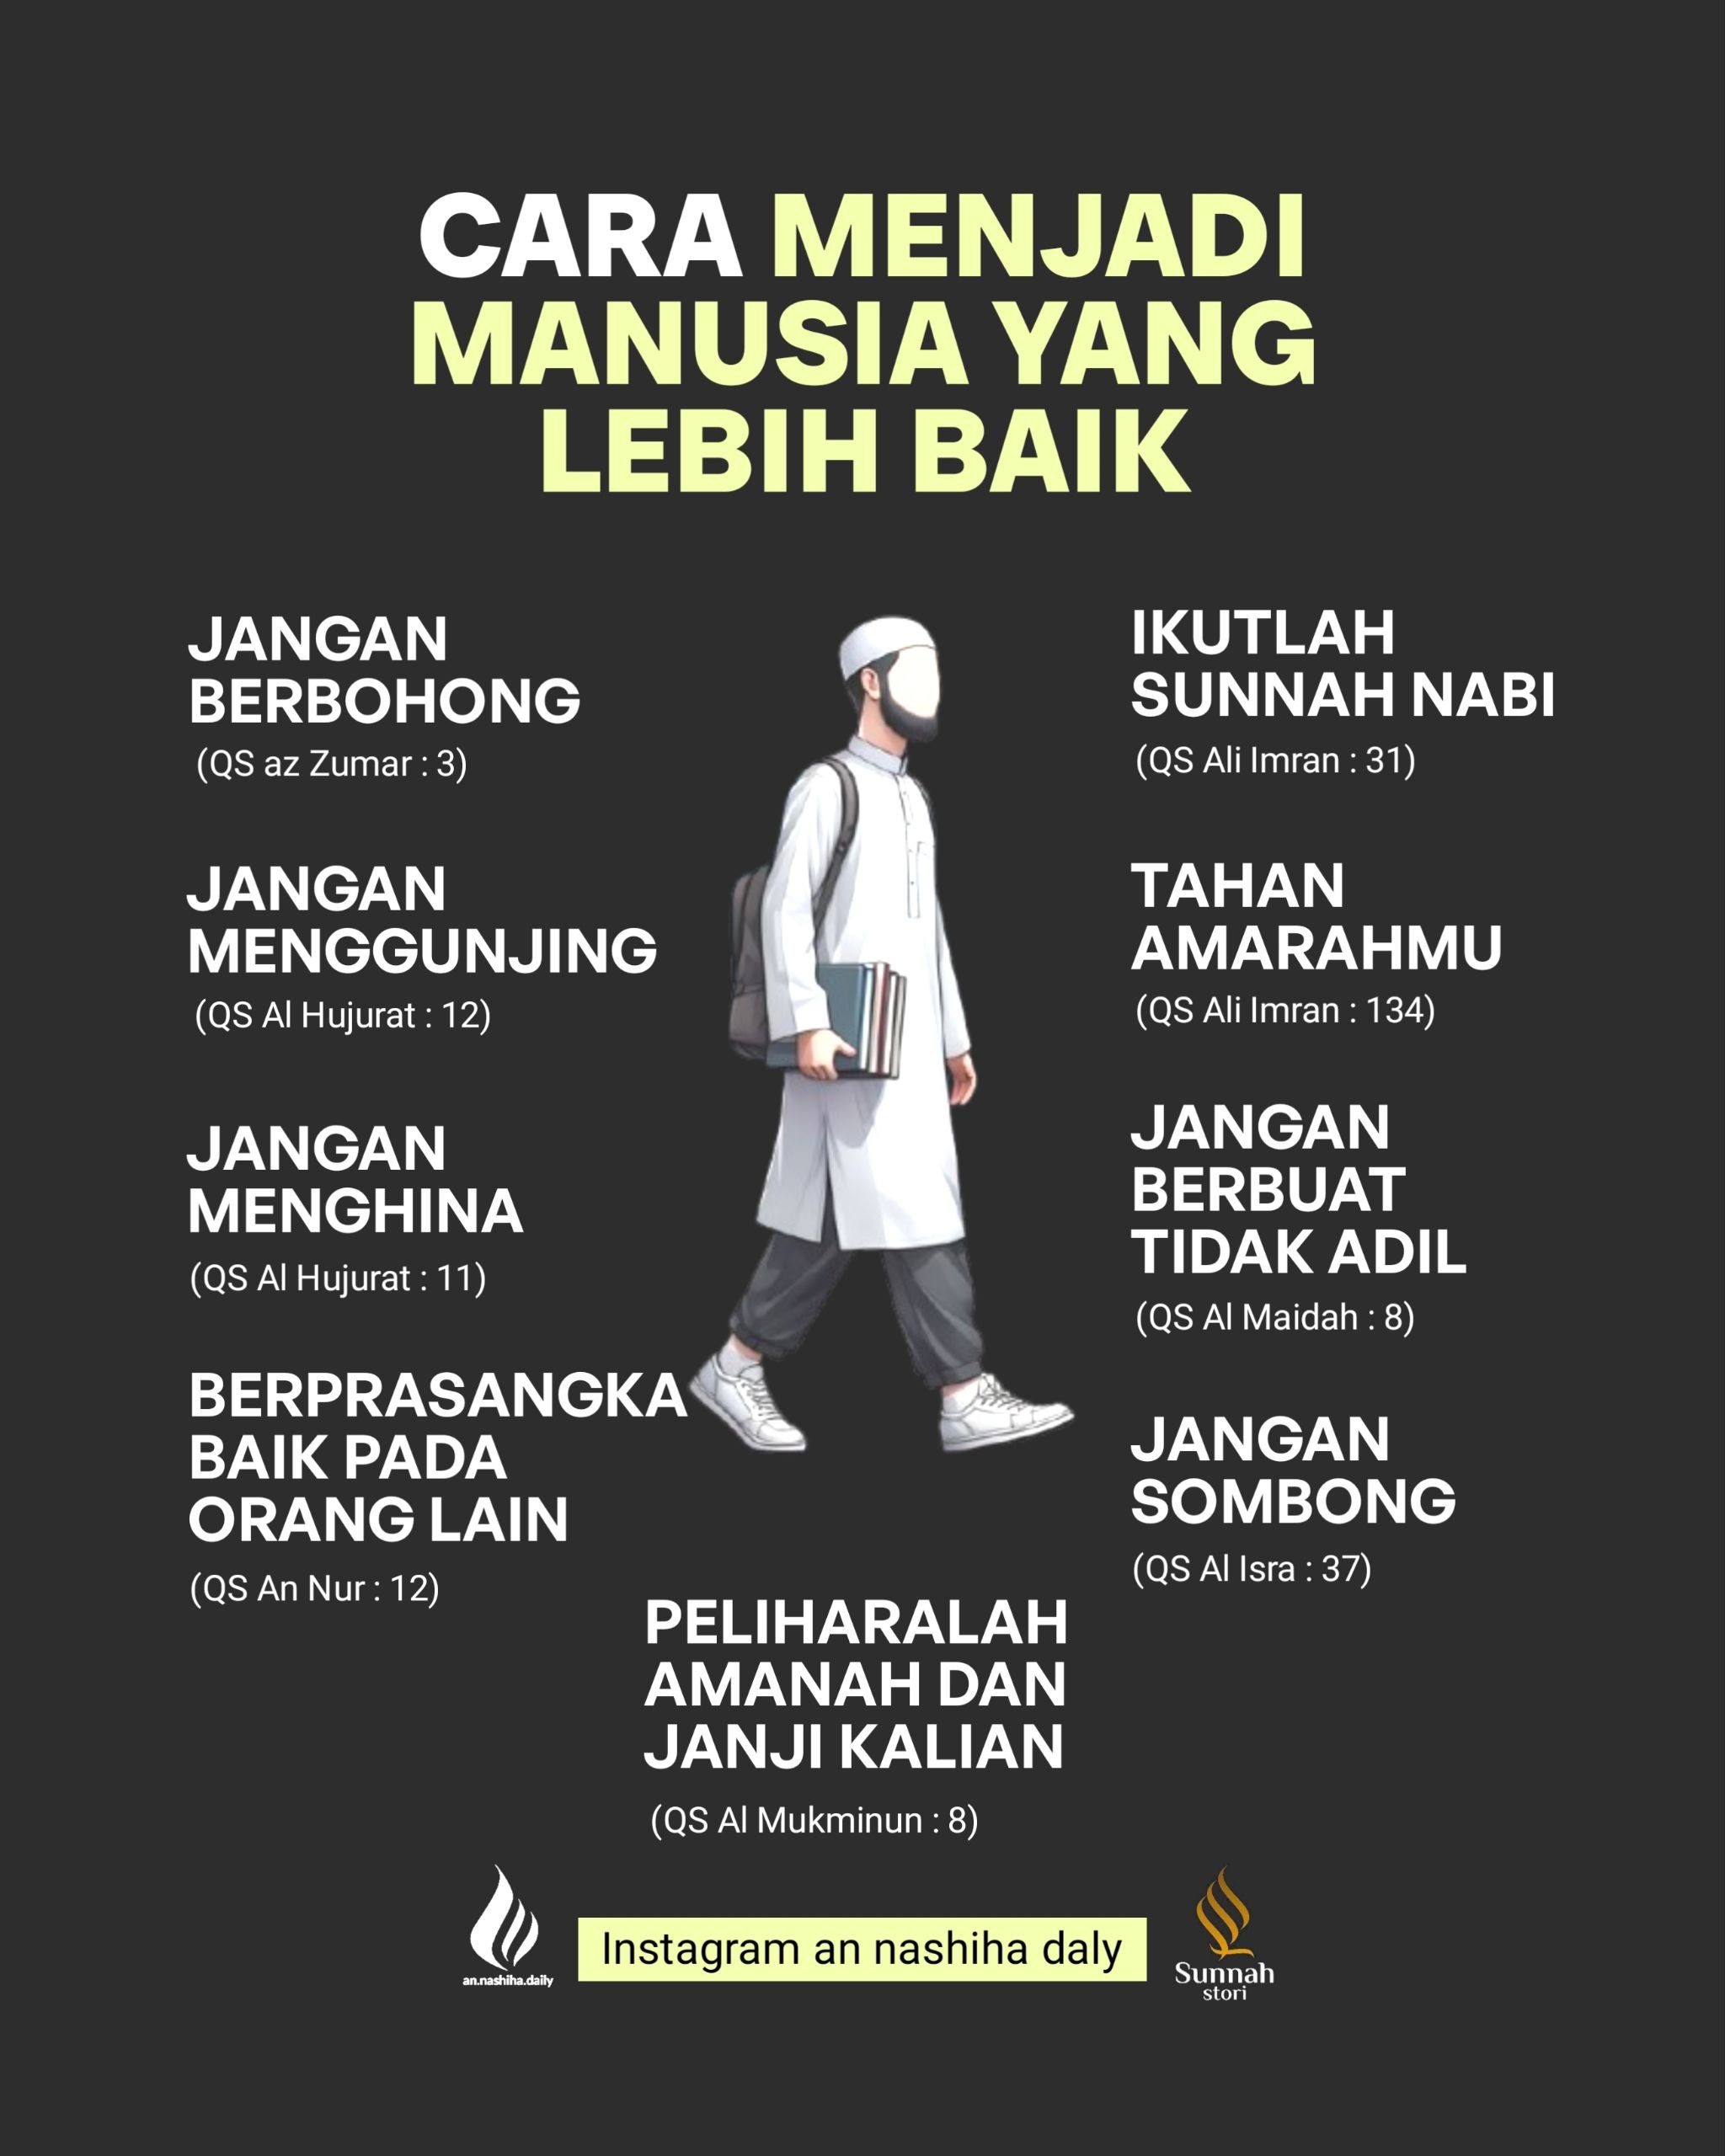 CARA MENJADI
MANUSIA YANG
LEBIH BAIK
JANGAN
BERBOHONG
(QS az Zumar : 3)
JANGAN
MENGGUNJING
(QS Al Hujurat : 12)
JANGAN
MENGHINA
(QS Al Hujurat : 11)
BERPRASANGKA
BAIK PADA
ORANG LAIN
(QS An Nur : 12)
IKUTLAH
SUNNAH NABI
(QS Ali Imran : 31)
TAHAN
AMARAHMU
(QS Ali Imran : 134)
JANGAN
BERBUAT
TIDAK ADIL
(QS Al Maidah : 8)
JANGAN
SOMBONG
(QS Al Isra : 37)
PELIHARALAH
AMANAH DAN
JANJI KALIAN
(QS Al Mukminun : 8)
an.nashiha.daily
Instagram an nashiha daly
Sunnah
stori